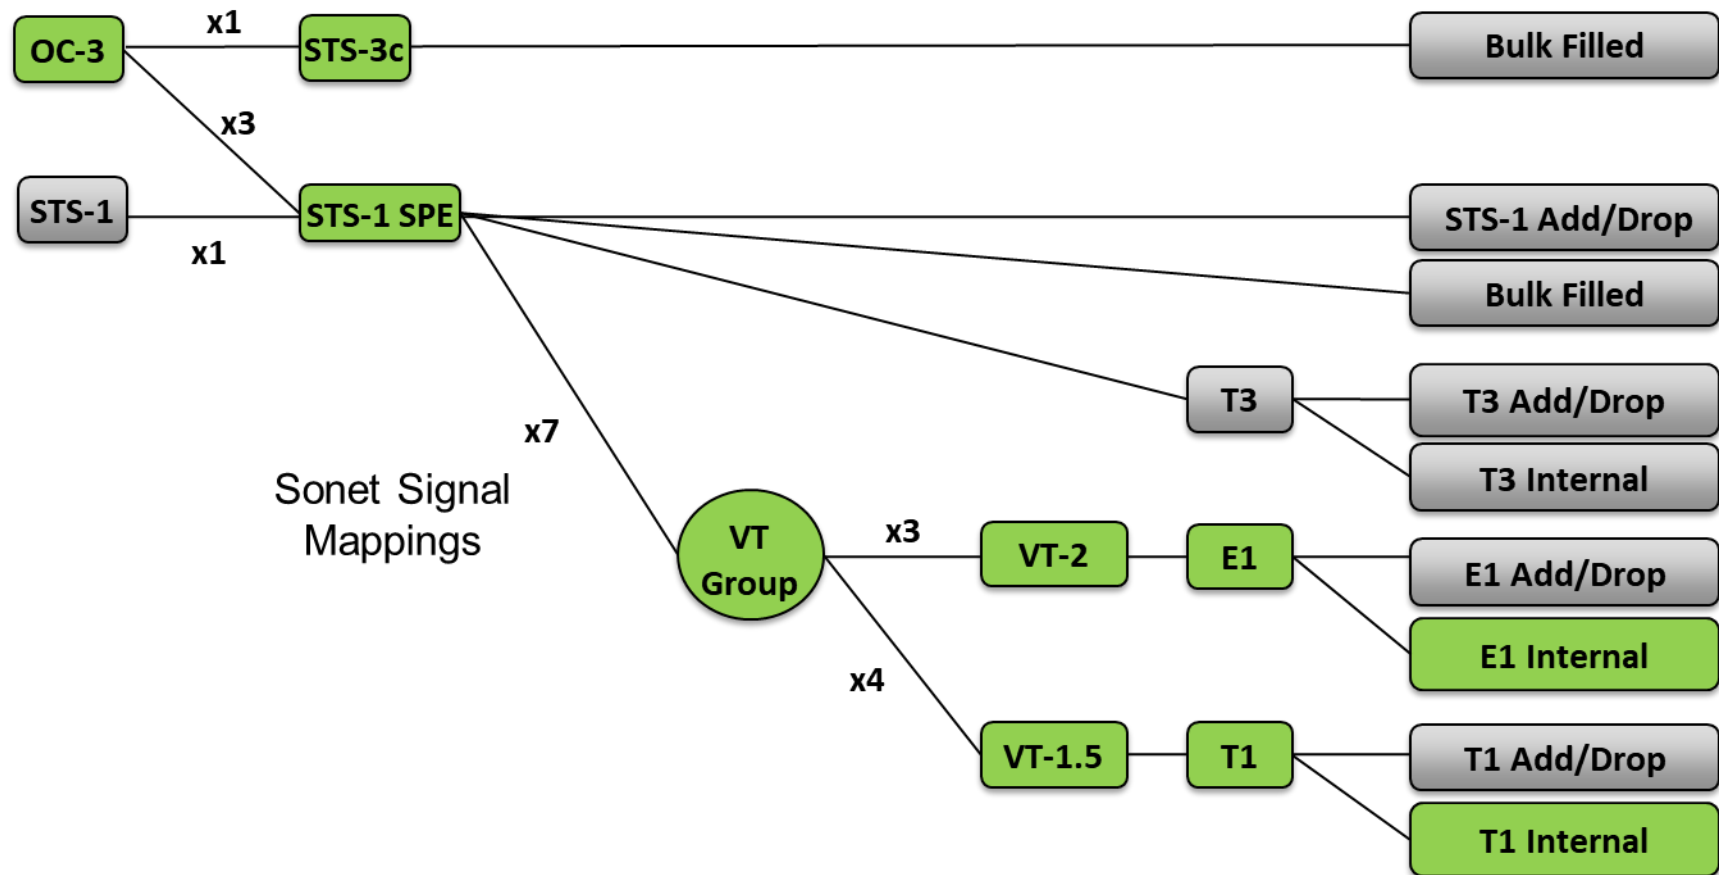 x1
OC-3
STS-3c
Bulk Filled
x3
STS-1
STS-1 SPE
STS-1 Add/Drop
x1
Bulk Filled
T3
T3 Add/Drop
x7
T3 Internal
Sonet Signal
Mappings
VT
Group
x3
VT-2
E1
E1 Add/Drop
E1 Internal
x4
VT-1.5
T1
T1 Add/Drop
T1 Internal